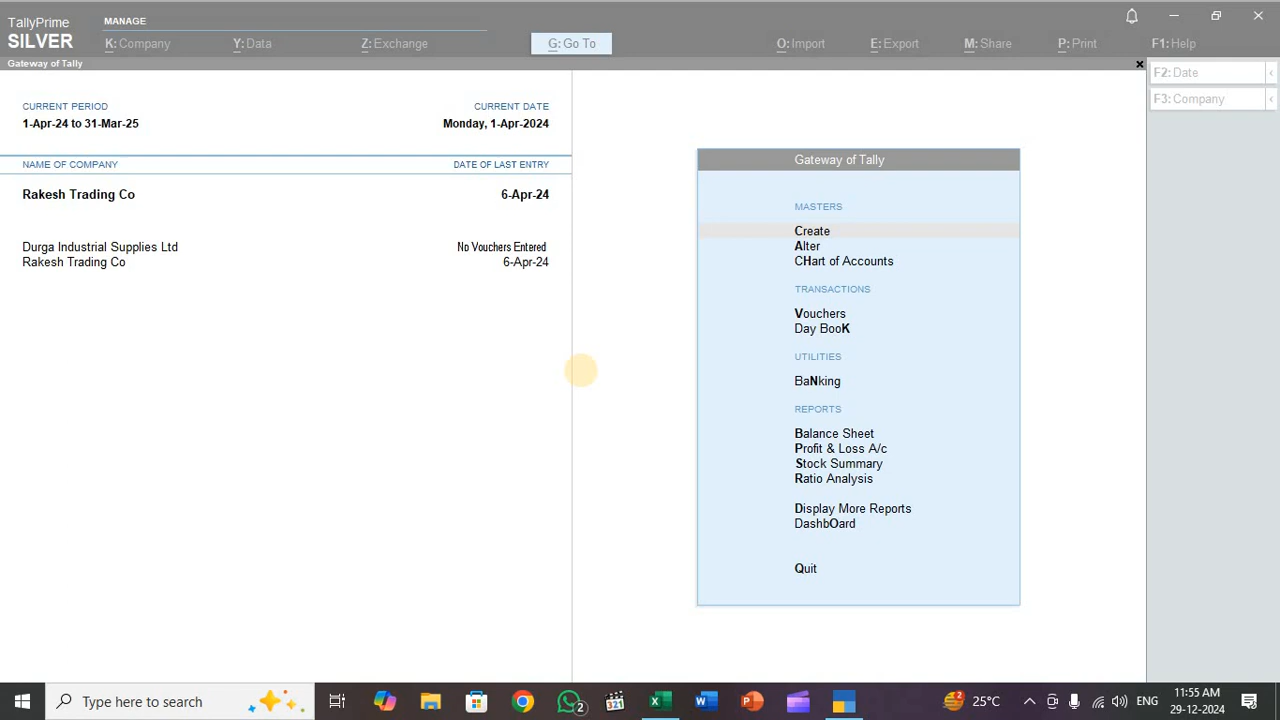 TallyPrime
SILVER
MANAGE
K: Company
Y: Data
Z: Exchange
G: Go To
O: Import
E: Export
M: Share
P: Print
F1: Help
Gateway of Tally
F2: Date
F3: Company
CURRENT PERIOD
CURRENT DATE
1-Apr-24 to 31-Mar-25
Monday, 1-Apr-2024
NAME OF COMPANY
DATE OF LAST ENTRY
Rakesh Trading Co
6-Apr-24
Durga Industrial Supplies Ltd
No Vouchers Entered
Rakesh Trading Co
6-Apr-24
Gateway of Tally
MASTERS
Create
Alter
CHart of Accounts
TRANSACTIONS
Vouchers
Day BooK
UTILITIES
BaNking
REPORTS
Balance Sheet
Profit & Loss A/c
Stock Summary
Ratio Analysis
Display More Reports
DashbOard
Quit
Type here to search
321
2
2
25°C
ENG
11:55 AM
29-12-2024